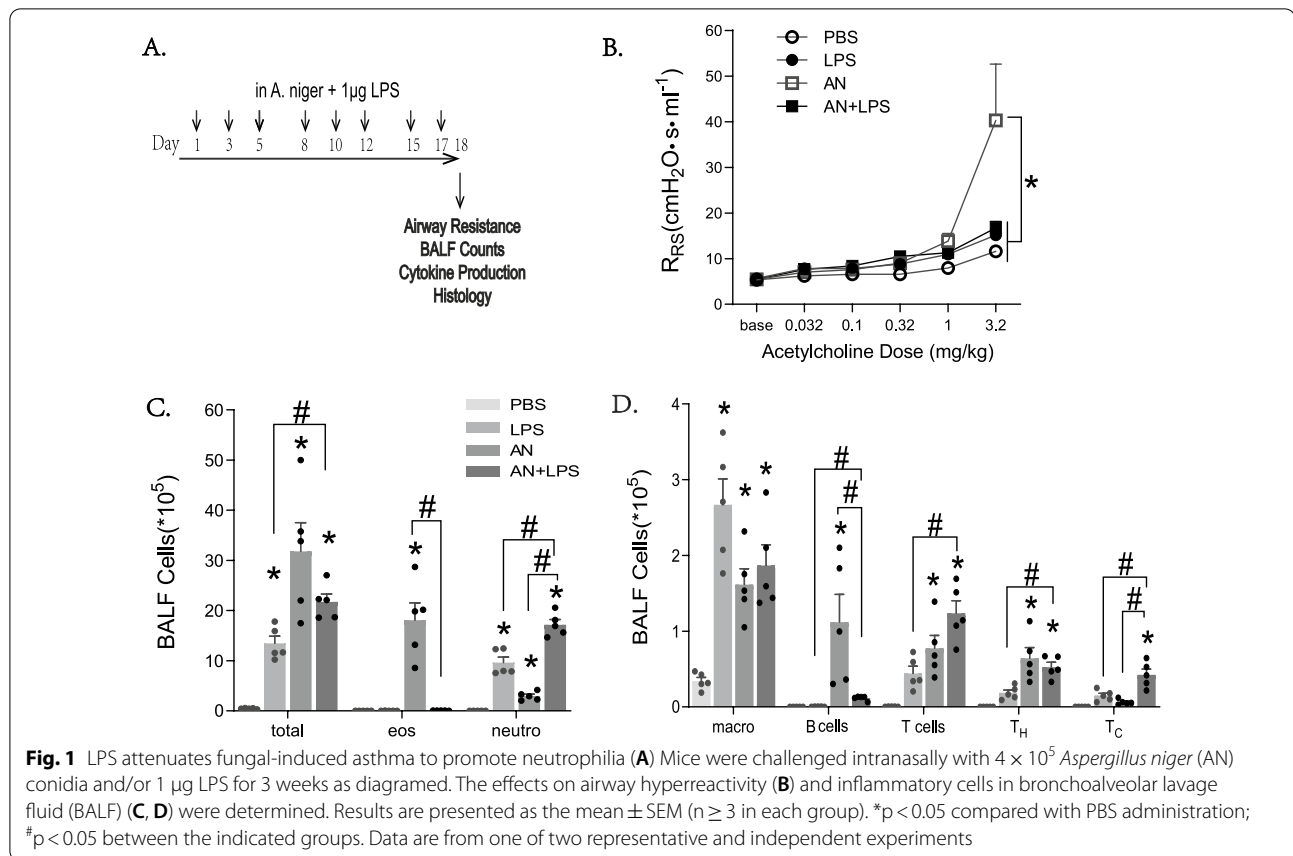 A.
in A. niger + 1µg LPS
Day 1 3 5 8 10 12 15 17 18
Airway Resistance
BALF Counts
Cytokine Production
Histology
B.
PBS
LPS
AN
AN+LPS
60
50
40
30
20
10
0
R_RS(cmH₂O•s•ml⁻¹)
*
base 0.032 0.1 0.32 1 3.2
Acetylcholine Dose (mg/kg)
C.
PBS
LPS
AN
AN+LPS
60
50
40
30
20
10
0
BALF Cells(*10⁵)
# * * *
# *
# # * * *
total eos neutro
D.
4
3
2
1
0
BALF Cells(*10⁵)
* * *
# # *
# * *
# * *
# # *
macro B cells T cells T_H T_C
Fig. 1 LPS attenuates fungal-induced asthma to promote neutrophilia (A) Mice were challenged intranasally with 4 × 10⁵ Aspergillus niger (AN)
conidia and/or 1 µg LPS for 3 weeks as diagramed. The effects on airway hyperreactivity (B) and inflammatory cells in bronchoalveolar lavage
fluid (BALF) (C, D) were determined. Results are presented as the mean ± SEM (n ≥ 3 in each group). *p < 0.05 compared with PBS administration;
#p < 0.05 between the indicated groups. Data are from one of two representative and independent experiments